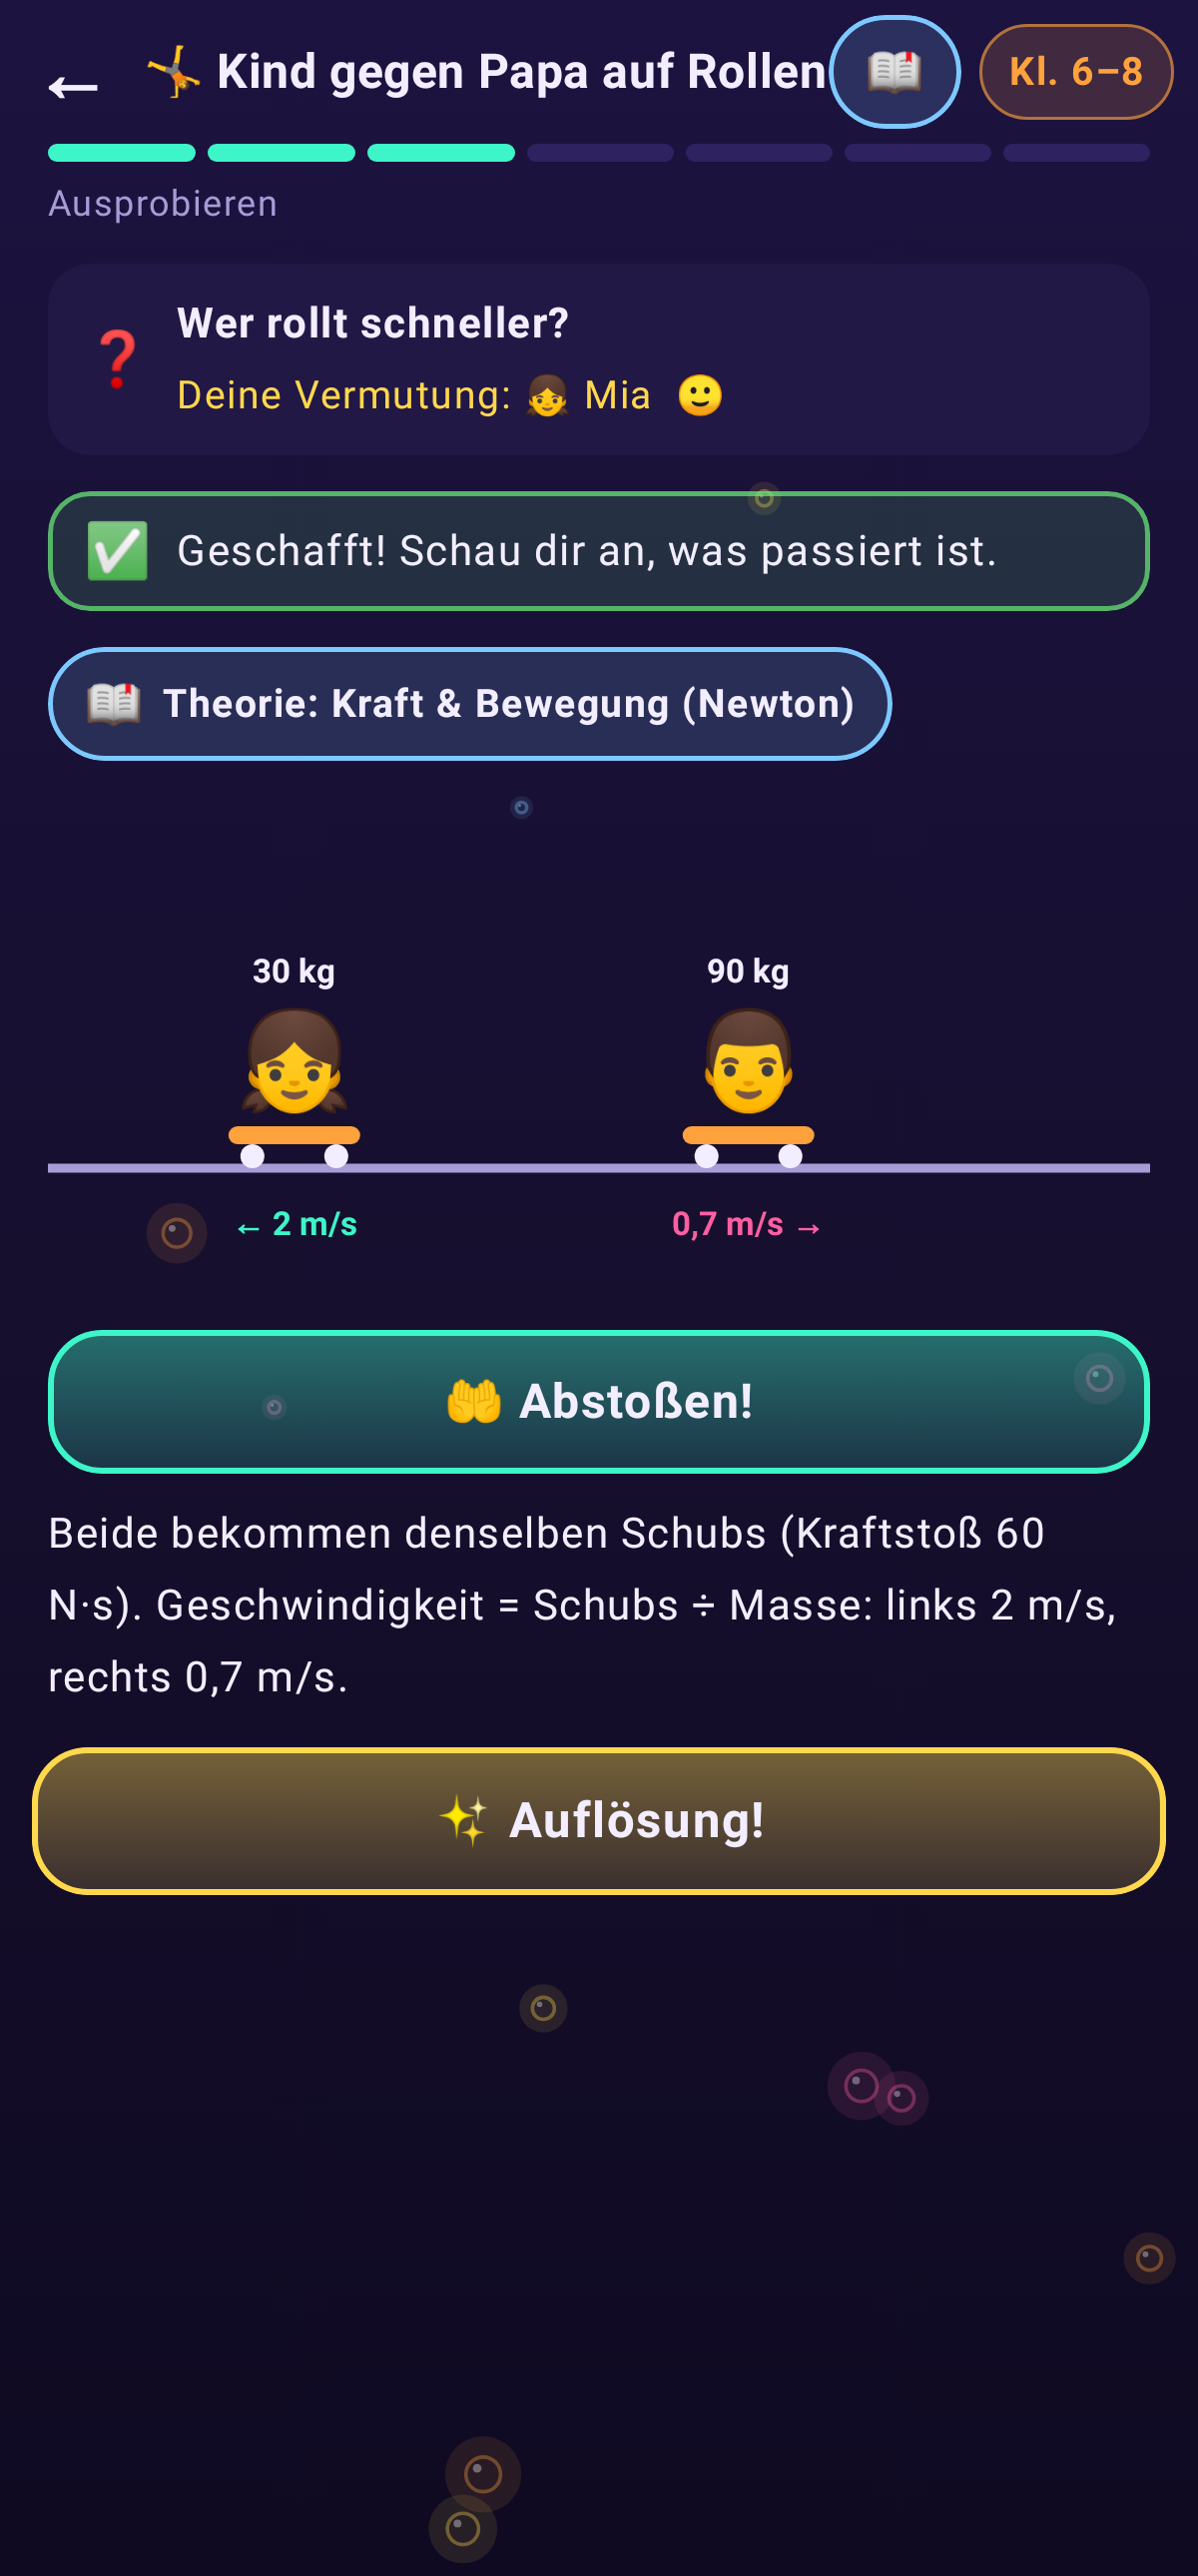 ← Kind gegen Papa auf Rollen Kl. 6–8
Ausprobieren
Wer rollt schneller?
Deine Vermutung: Mia
Geschafft! Schau dir an, was passiert ist.
Theorie: Kraft & Bewegung (Newton)
30 kg 90 kg
← 2 m/s 0,7 m/s →
Abstoßen!
Beide bekommen denselben Schubs (Kraftstoß 60
N·s). Geschwindigkeit = Schubs ÷ Masse: links 2 m/s,
rechts 0,7 m/s.
Auflösung!